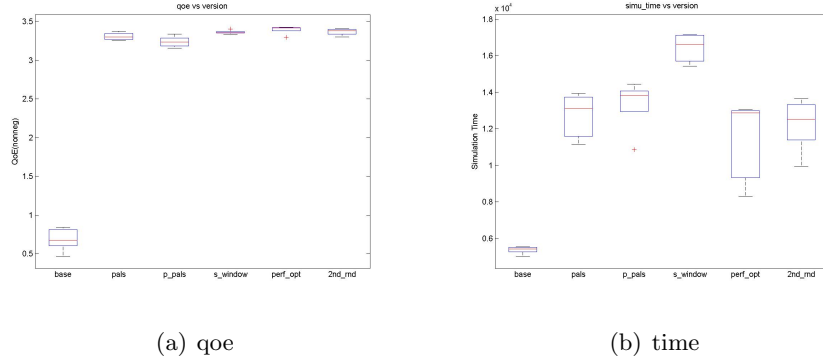 qoe vs version
QoE(nonneg)
3.5
3
2.5
2
1.5
1
0.5
base pals p_pals s_window perf_opt 2nd_rnd
(a) qoe
simu_time vs version
x 10⁴
Simulation Time
1.8
1.6
1.4
1.2
1
0.8
0.6
base pals p_pals s_window perf_opt 2nd_rnd
(b) time